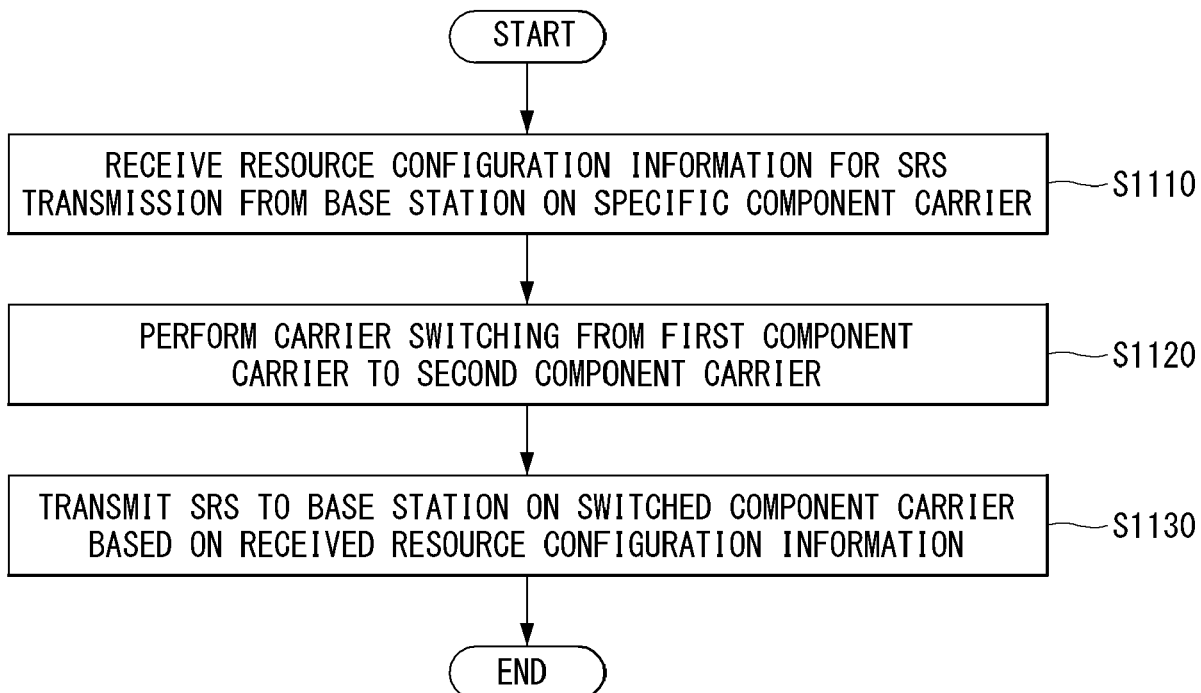 START
RECEIVE RESOURCE CONFIGURATION INFORMATION FOR SRS
TRANSMISSION FROM BASE STATION ON SPECIFIC COMPONENT CARRIER
S1110
PERFORM CARRIER SWITCHING FROM FIRST COMPONENT
CARRIER TO SECOND COMPONENT CARRIER
S1120
TRANSMIT SRS TO BASE STATION ON SWITCHED COMPONENT CARRIER
BASED ON RECEIVED RESOURCE CONFIGURATION INFORMATION
S1130
END